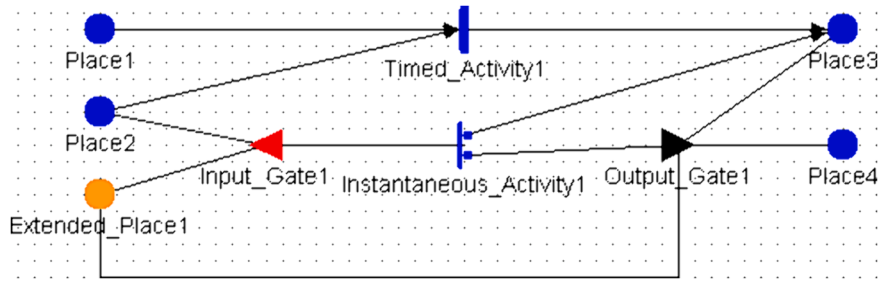 Place1
Timed_Activity1
Place3
Place2
Input_Gate1
Instantaneous_Activity1
Output_Gate1
Place4
Extended_Place1